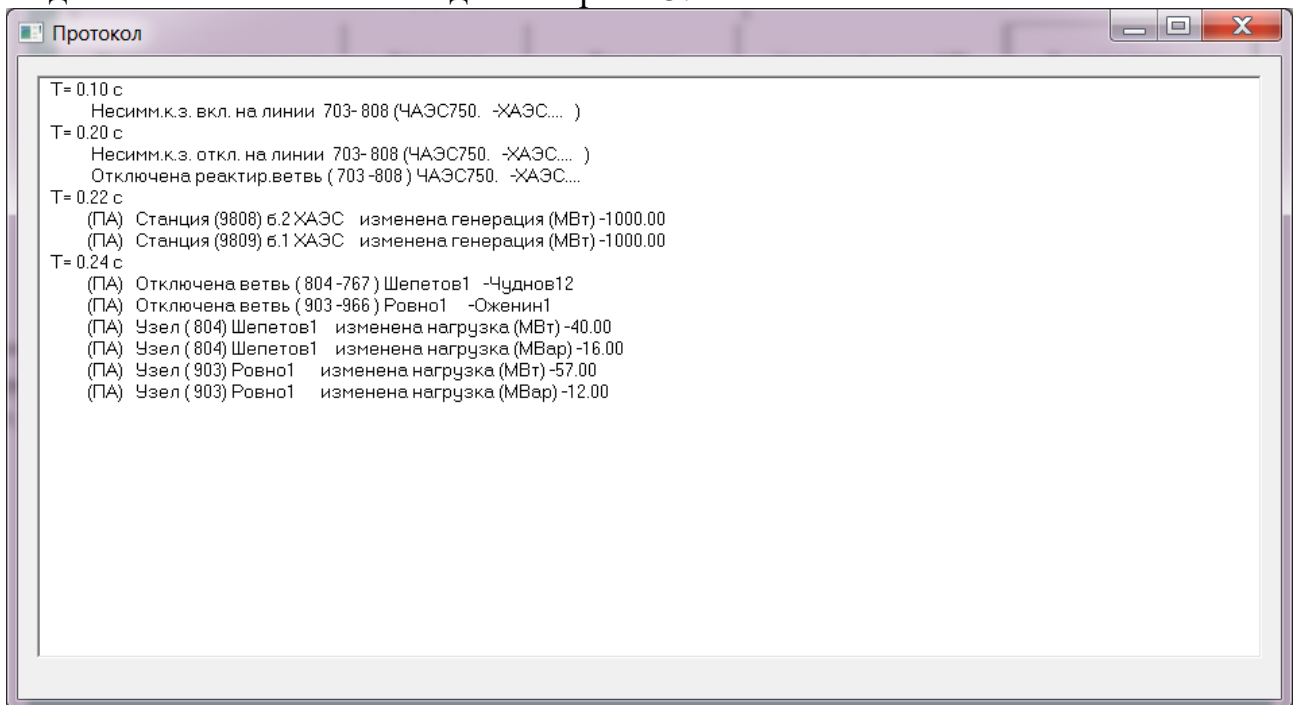 Протокол
T= 0.10 с
Несимм.к.з. вкл. на линии 703- 808 (ЧАЭС750. -ХАЭС.... )
T= 0.20 с
Несимм.к.з. откл. на линии 703- 808 (ЧАЭС750. -ХАЭС.... )
Отключена реактир.ветвь ( 703 -808 ) ЧАЭС750. -ХАЭС....
T= 0.22 с
(ПА) Станция (9808) б.2 ХАЭС изменена генерация (МВт) -1000.00
(ПА) Станция (9809) б.1 ХАЭС изменена генерация (МВт) -1000.00
T= 0.24 с
(ПА) Отключена ветвь ( 804 -767 ) Шепетов1 -Чуднов12
(ПА) Отключена ветвь ( 903 -966 ) Ровно1 -Оженин1
(ПА) Узел ( 804) Шепетов1 изменена нагрузка (МВт) -40.00
(ПА) Узел ( 804) Шепетов1 изменена нагрузка (МВар) -16.00
(ПА) Узел ( 903) Ровно1 изменена нагрузка (МВт) -57.00
(ПА) Узел ( 903) Ровно1 изменена нагрузка (МВар) -12.00